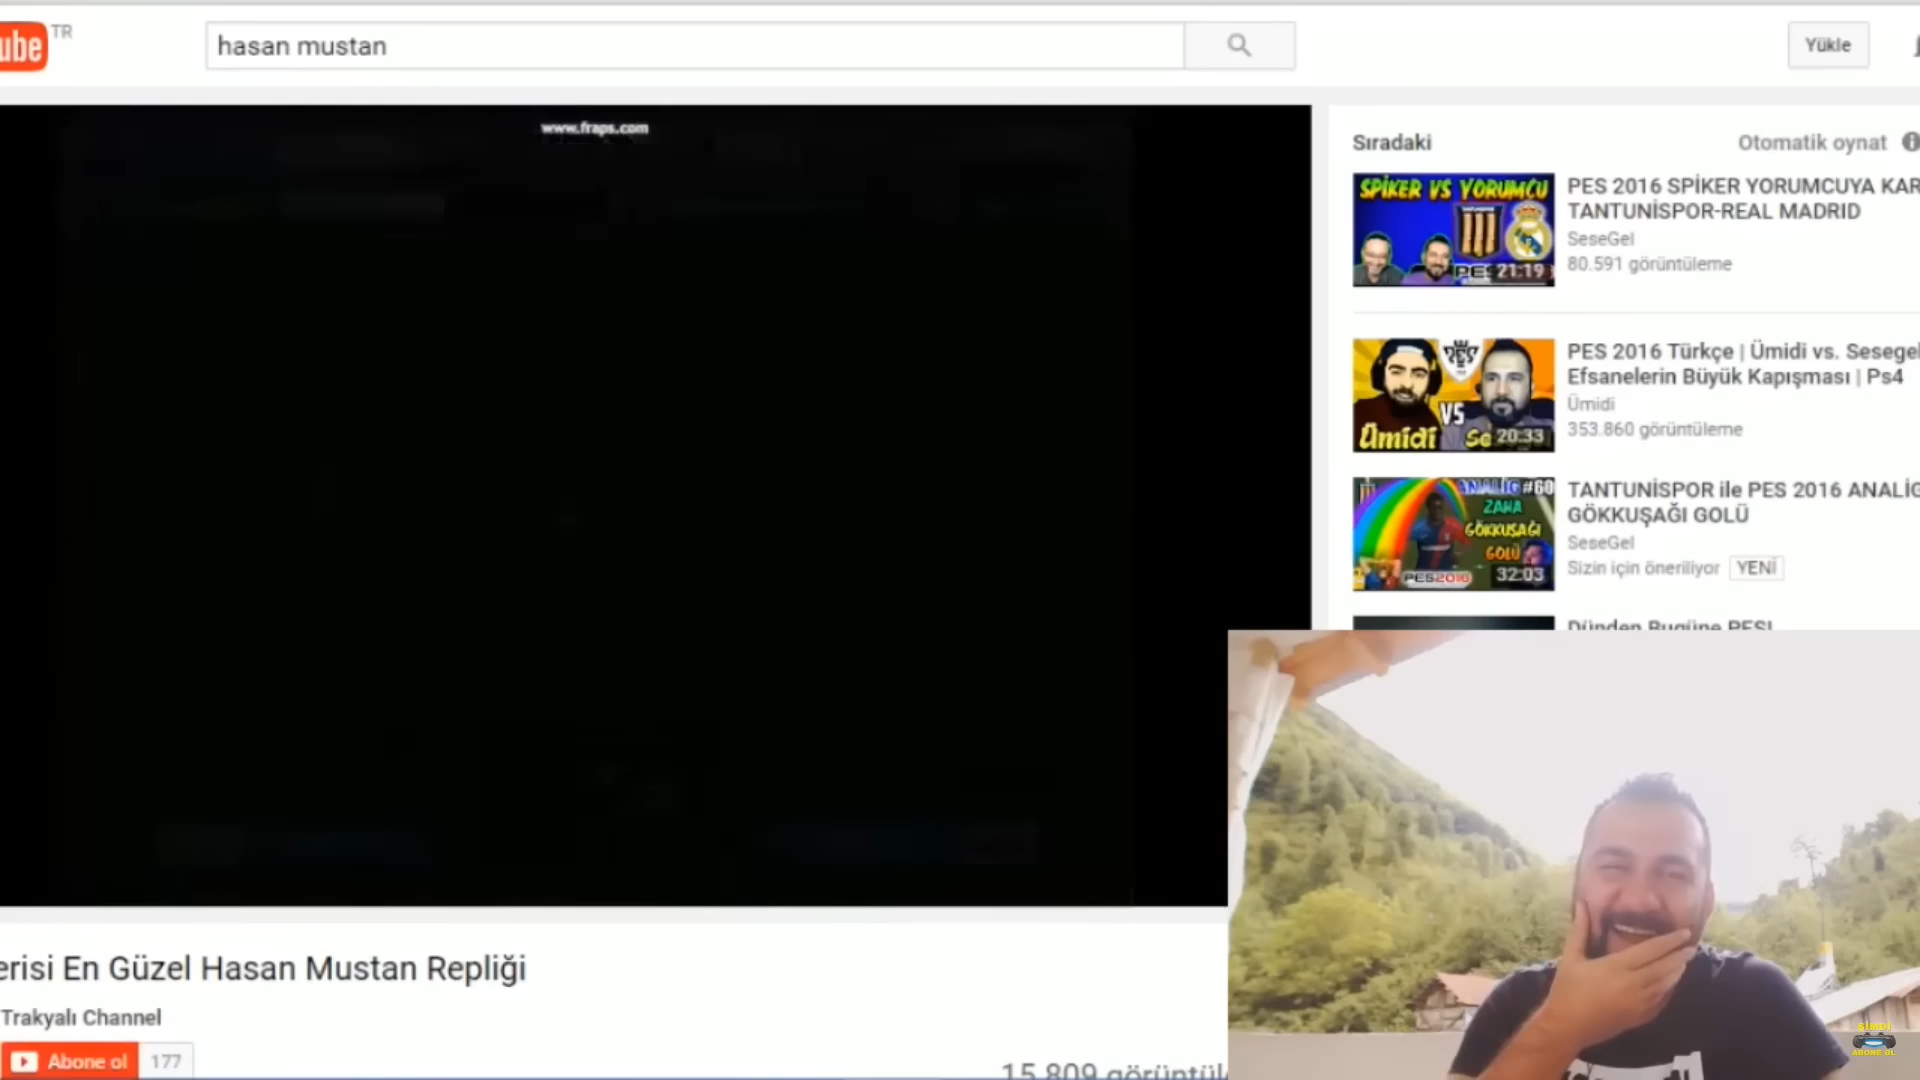 ube TR
hasan mustan
Yükle
www.fraps.com
Sıradaki
Otomatik oynat
SPİKER VS YORUMCU
PES 21:19
PES 2016 SPİKER YORUMCUYA KAR
TANTUNİSPOR-REAL MADRID
SeseGel
80.591 görüntüleme
VS
Ümidi Se 20:33
PES 2016 Türkçe | Ümidi vs. Sesegel
Efsanelerin Büyük Kapışması | Ps4
Ümidi
353.860 görüntüleme
ANALİG #60
ZAHA
GÖKKUŞAĞI
GOLÜ
PES2016 32:03
TANTUNİSPOR ile PES 2016 ANALİG
GÖKKUŞAĞI GOLÜ
SeseGel
Sizin için öneriliyor YENİ
Dünden Bugüne PES!
erisi En Güzel Hasan Mustan Repliği
Trakyalı Channel
Abone ol 177
15.809 görüntül
ŞİMDİ
ABONE OL